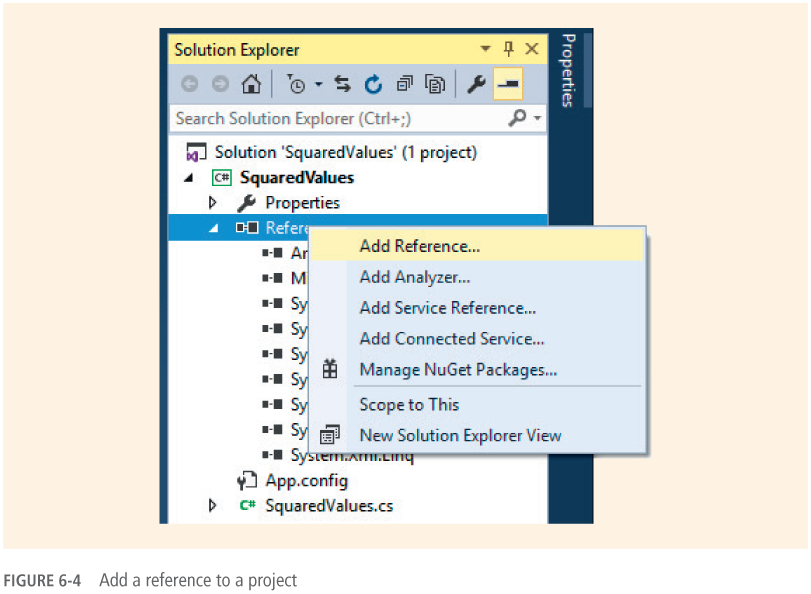 Solution Explorer
Properties
Search Solution Explorer (Ctrl+;)
Solution 'SquaredValues' (1 project)
C# SquaredValues
Properties
Add Reference...
Add Analyzer...
Add Service Reference...
Add Connected Service...
Manage NuGet Packages...
Scope to This
New Solution Explorer View
System.Xml.Linq
App.config
C# SquaredValues.cs
FIGURE 6-4 Add a reference to a project